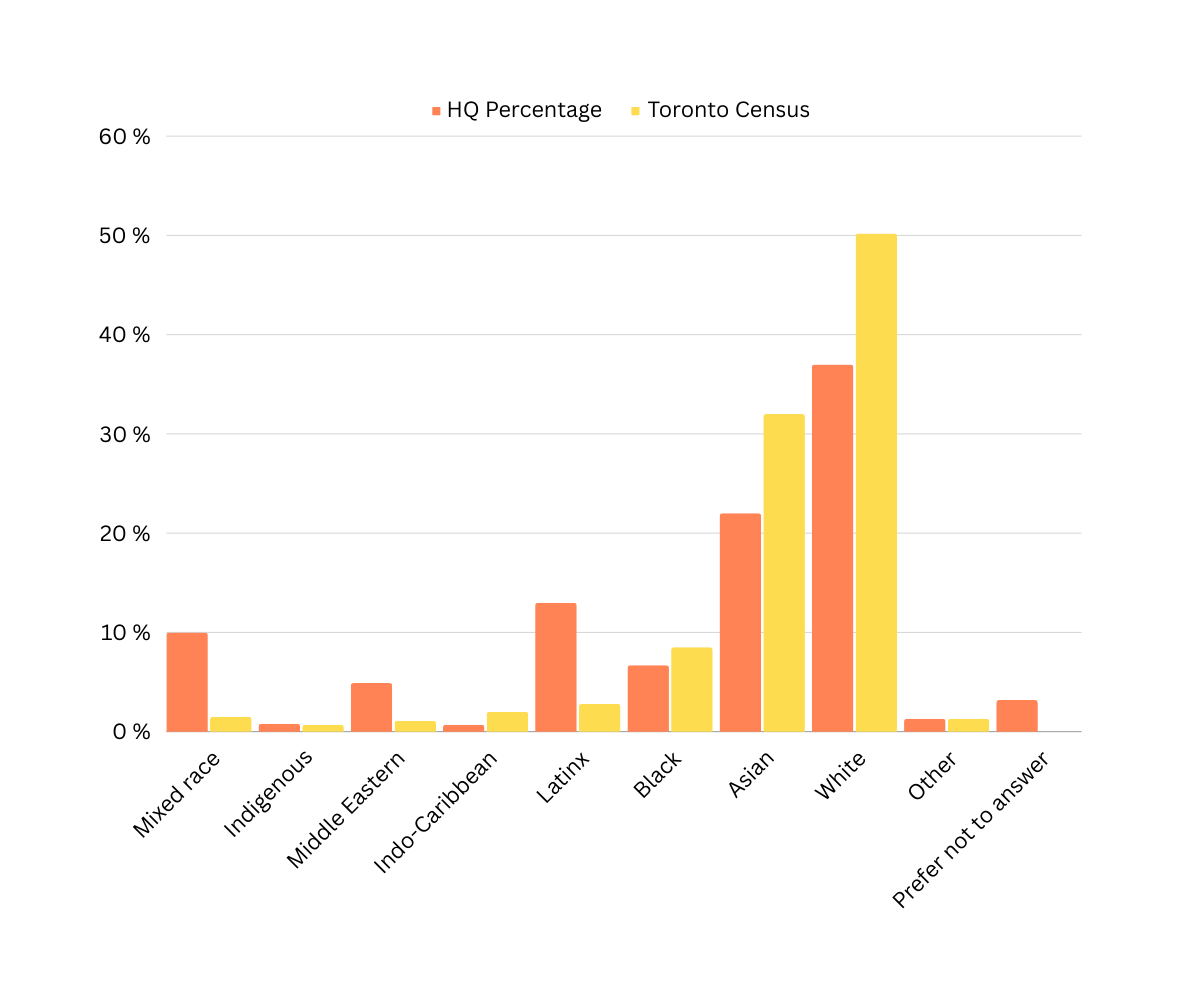 HQ Percentage Toronto Census
60 %
50 %
40 %
30 %
20 %
10 %
0 %
Mixed race
Indigenous
Middle Eastern
Indo-Caribbean
Latinx
Black
Asian
White
Other
Prefer not to answer